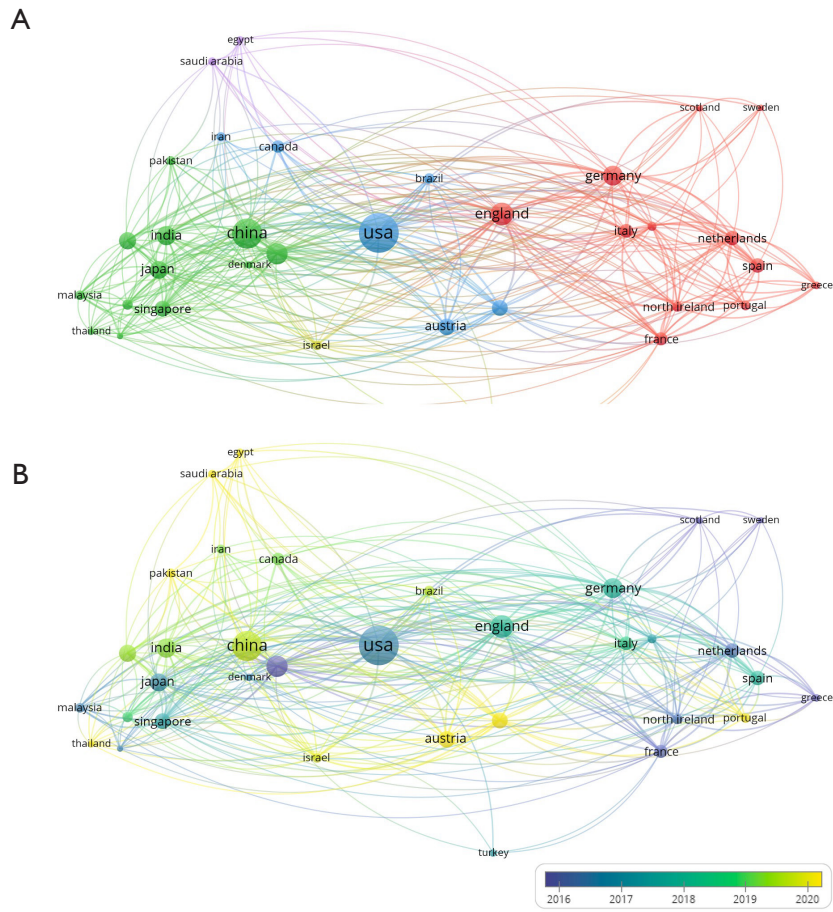 A
egypt
saudi arabia
scotland
sweden
iran
canada
pakistan
brazil
germany
england
india
china
usa
italy
netherlands
denmark
japan
spain
malaysia
greece
singapore
north ireland
portugal
austria
thailand
israel
france
B
egypt
saudi arabia
scotland
sweden
iran
canada
pakistan
brazil
germany
england
india
china
usa
italy
netherlands
denmark
japan
spain
malaysia
greece
singapore
north ireland
portugal
austria
thailand
israel
france
turkey
2016 2017 2018 2019 2020